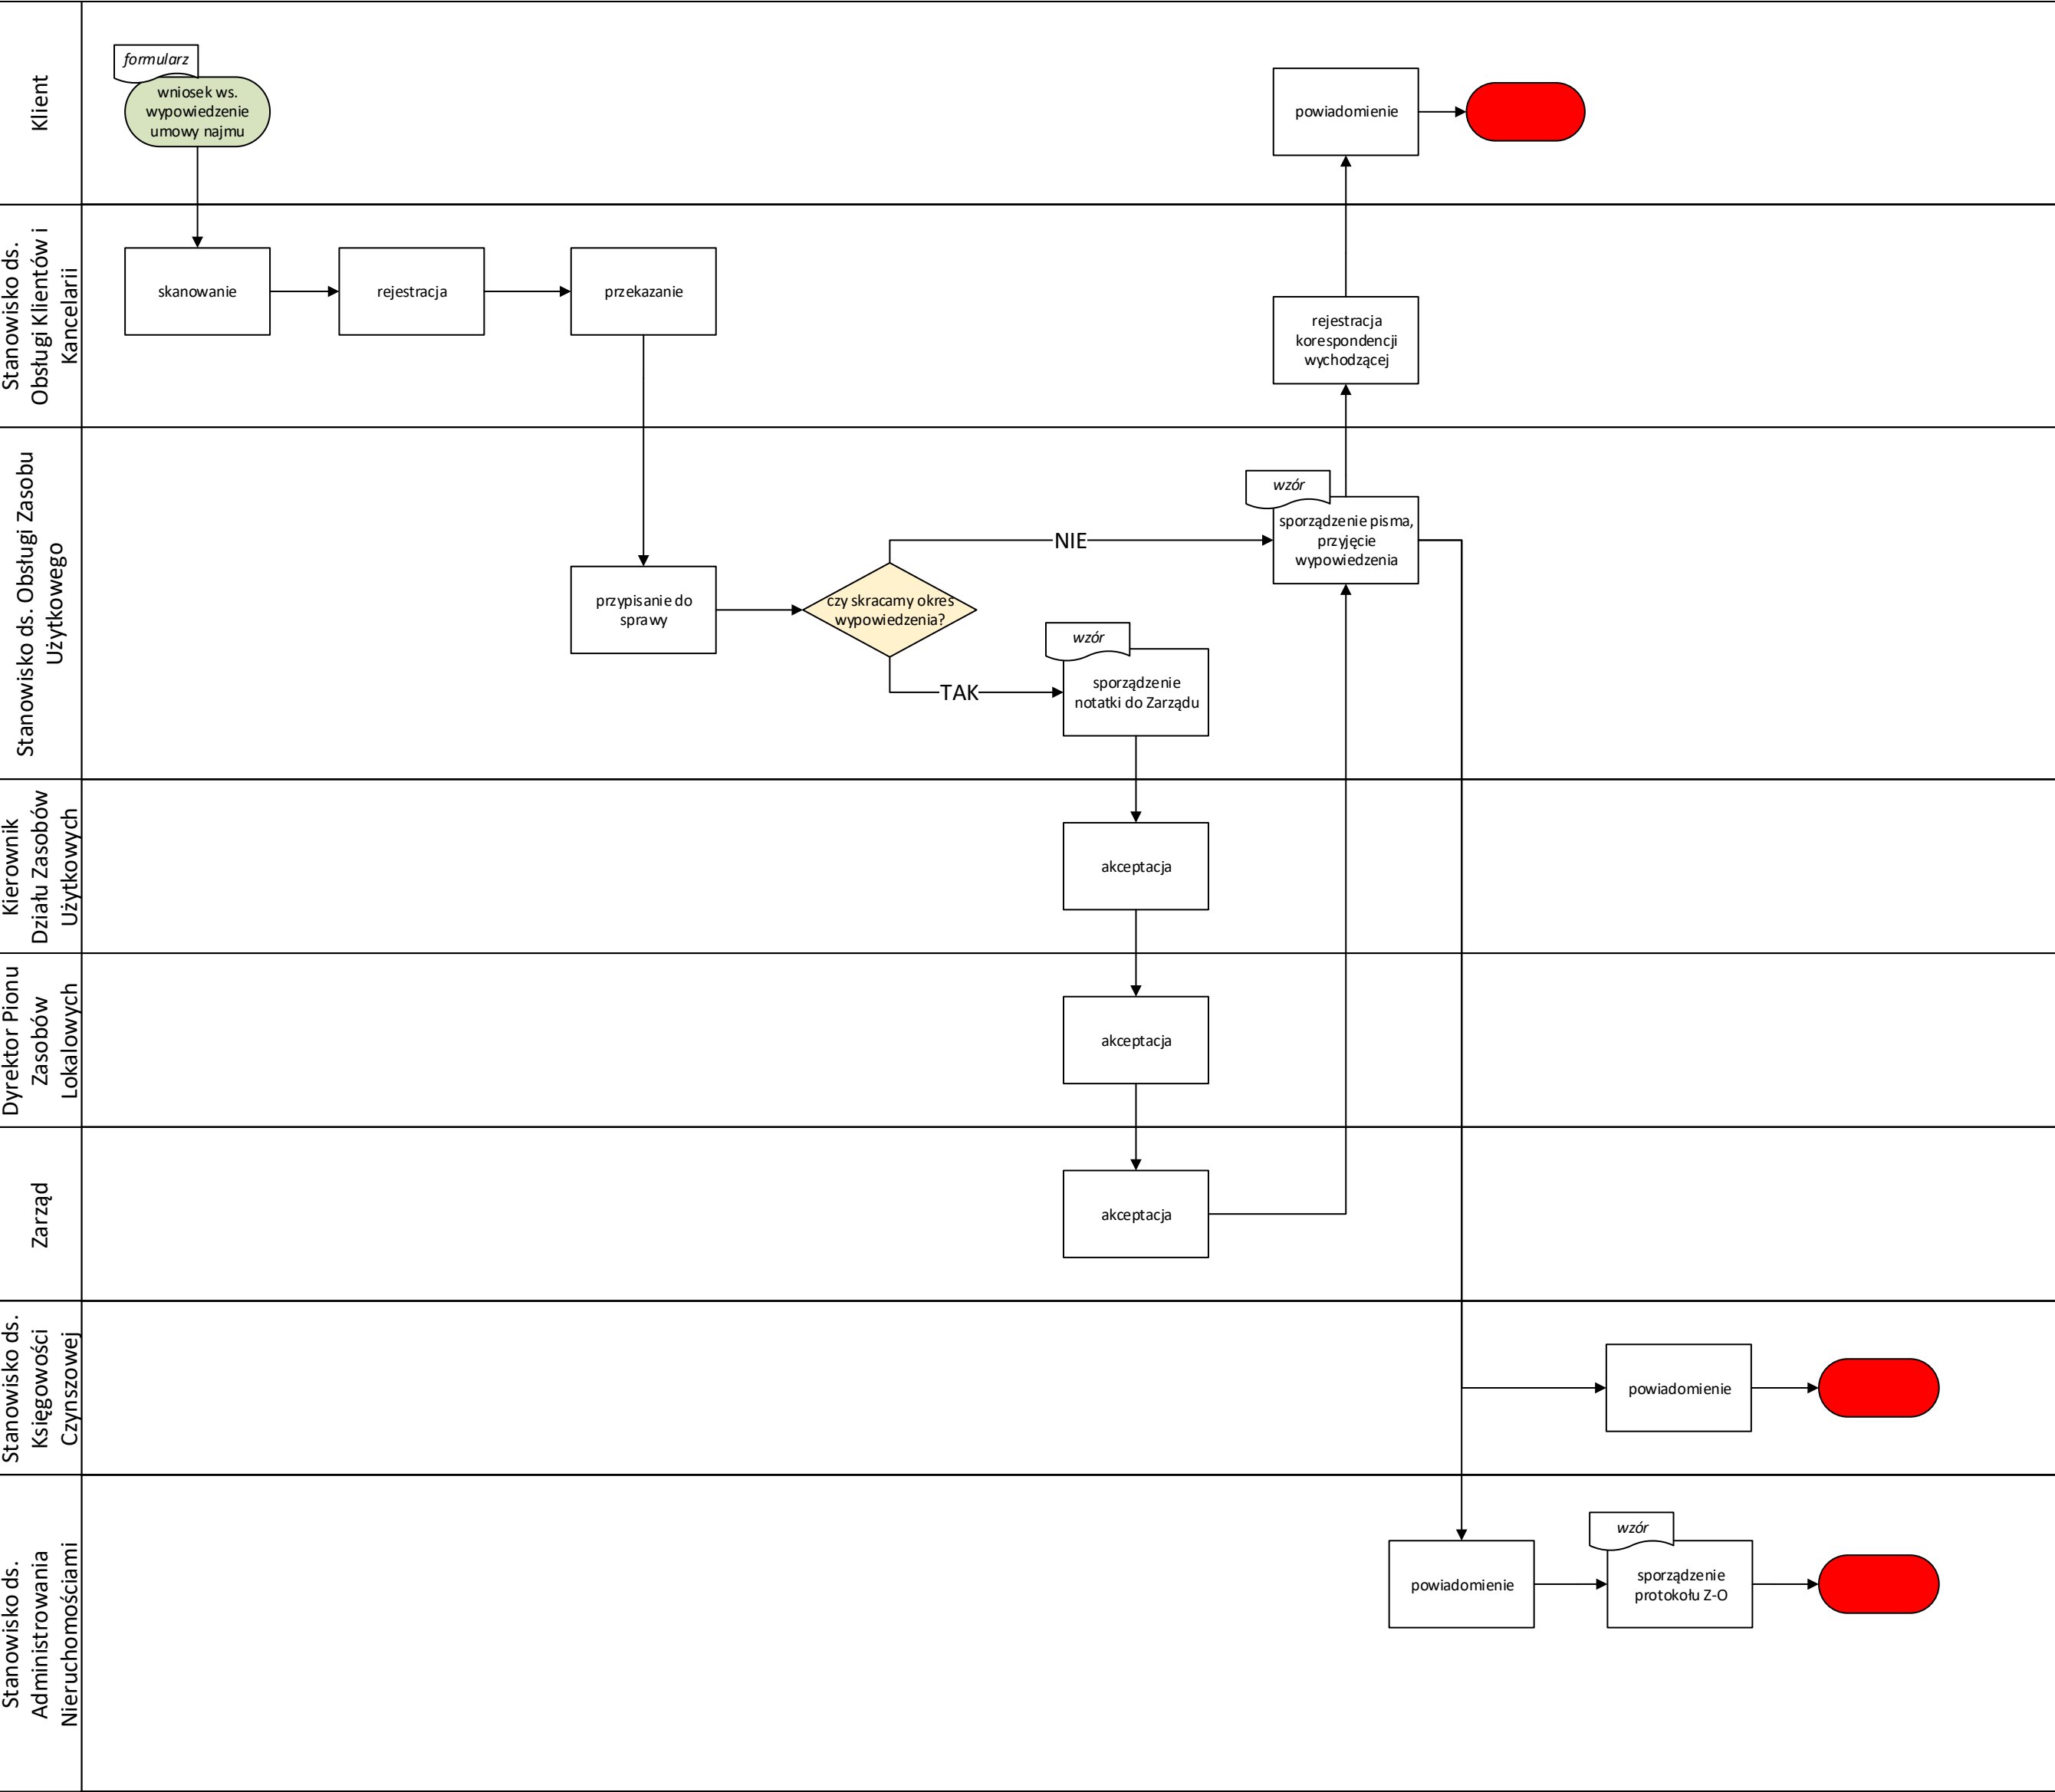 Klient
formularz
wniosek ws.
wypowiedzenie
umowy najmu
powiadomienie
Stanowisko ds.
Obsługi Klientów i
Kancelarii
skanowanie
rejestracja
przekazanie
rejestracja
korespondencji
wychodzącej
Stanowisko ds. Obsługi Zasobu
Użytkowego
przypisanie do
sprawy
czy skracamy okres
wypowiedzenia?
NIE
TAK
wzór
sporządzenie pisma,
przyjęcie
wypowiedzenia
wzór
sporządzenie
notatki do Zarządu
Kierownik
Działu Zasobów
Użytkowych
akceptacja
Dyrektor Pionu
Zasobów
Lokalowych
akceptacja
Zarząd
akceptacja
Stanowisko ds.
Księgowości
Czynszowej
powiadomienie
Stanowisko ds.
Administrowania
Nieruchomościami
powiadomienie
wzór
sporządzenie
protokołu Z-O